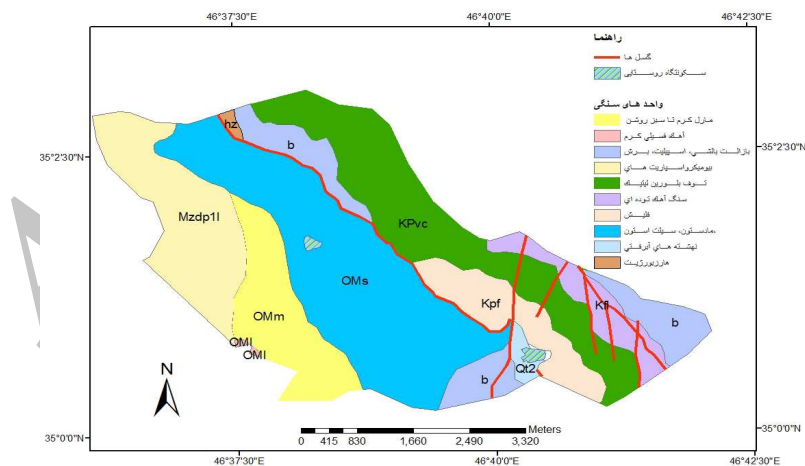 46°37'30"E
46°40'0"E
46°42'30"E
35°2'30"N
35°2'30"N
35°0'0"N
35°0'0"N
46°37'30"E
46°40'0"E
46°42'30"E
راهنما
گسل ها
سکونتگاه روستایی
واحد های سنگی
مارل کرم تا سبز روشن
آهک فسیلی کرم
بازالت بالشی، اسپیلیت، برش
بیومیکرواسپاریت های
توف بلورین لیتیک
سنگ آهک توده ای
فلیش
مادستون، سیلت استون،
نهشته های آبرفتی
هارزبورژیت
hz
b
KPvc
Mzdp1l
OMs
OMm
OMl
OMl
Kpf
Kfl
b
b
Qt2
N
Meters
0 415 830 1,660 2,490 3,320